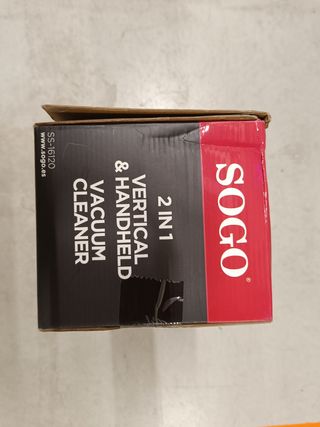 SOGO®
2 IN 1
VERTICAL
& HANDHELD
VACUUM
CLEANER
SS-16120
www.sogo.es